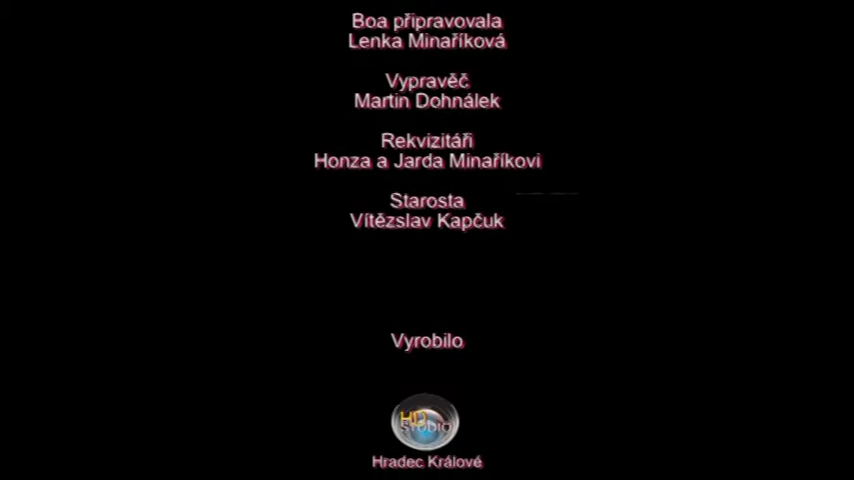 Boa připravovala
Lenka Minaříková
Vypravěč
Martin Dohnálek
Rekvizitáři
Honza a Jarda Minaříkovi
Starosta
Vítězslav Kapčuk
Vyrobilo
HD
STUDIO
Hradec Králové